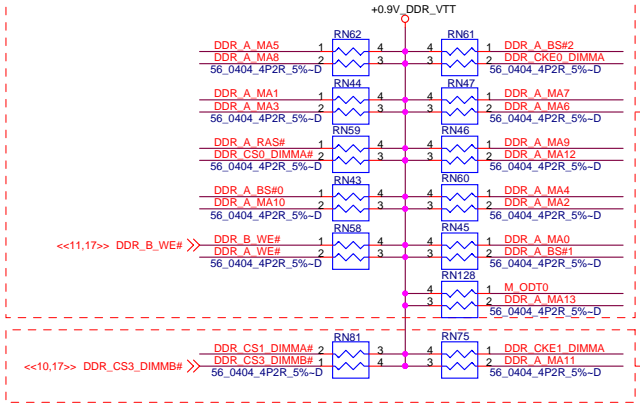 +0.9V_DDR_VTT
RN62 RN61
DDR_A_MA5 1 4 4 1 DDR_A_BS#2
DDR_A_MA8 2 3 3 2 DDR_CKE0_DIMMA
56_0404_4P2R_5%~D 56_0404_4P2R_5%~D
RN44 RN47
DDR_A_MA1 1 4 4 1 DDR_A_MA7
DDR_A_MA3 2 3 3 2 DDR_A_MA6
56_0404_4P2R_5%~D 56_0404_4P2R_5%~D
RN59 RN46
DDR_A_RAS# 1 4 4 1 DDR_A_MA9
DDR_CS0_DIMMA# 2 3 3 2 DDR_A_MA12
56_0404_4P2R_5%~D 56_0404_4P2R_5%~D
RN43 RN60
DDR_A_BS#0 1 4 4 1 DDR_A_MA4
DDR_A_MA10 2 3 3 2 DDR_A_MA2
56_0404_4P2R_5%~D 56_0404_4P2R_5%~D
RN58 RN45
<<11,17>> DDR_B_WE# DDR_B_WE# 1 4 4 1 DDR_A_MA0
DDR_A_WE# 2 3 3 2 DDR_A_BS#1
56_0404_4P2R_5%~D 56_0404_4P2R_5%~D
RN128
4 1 M_ODT0
3 2 DDR_A_MA13
56_0404_4P2R_5%~D
RN81 RN75
DDR_CS1_DIMMA# 2 3 4 1 DDR_CKE1_DIMMA
<<10,17>> DDR_CS3_DIMMB# DDR_CS3_DIMMB# 1 4 3 2 DDR_A_MA11
56_0404_4P2R_5%~D 56_0404_4P2R_5%~D